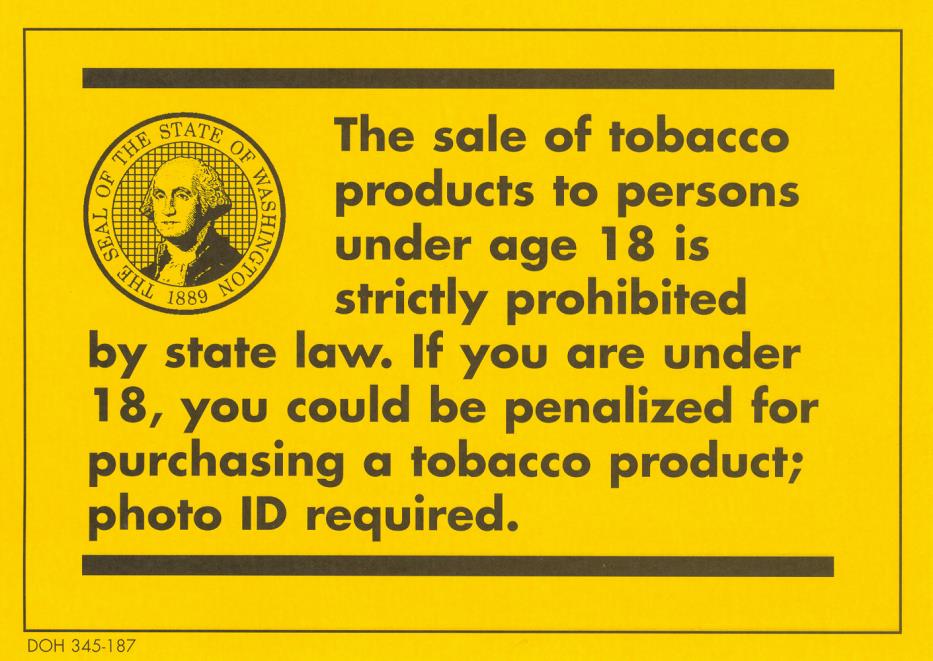 THE SEAL OF THE STATE OF WASHINGTON
1889
The sale of tobacco
products to persons
under age 18 is
strictly prohibited
by state law. If you are under
18, you could be penalized for
purchasing a tobacco product;
photo ID required.
DOH 345-187